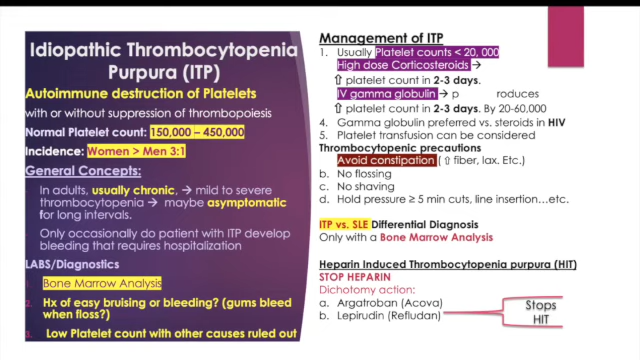 Idiopathic Thrombocytopenia
Purpura (ITP)
Autoimmune destruction of Platelets
with or without suppression of thrombopoiesis
Normal Platelet count: 150,000 – 450,000
Incidence: Women > Men 3:1
General Concepts:
In adults, usually chronic, → mild to severe
thrombocytopenia → maybe asymptomatic
for long intervals.
Only occasionally do patient with ITP develop
bleeding that requires hospitalization
LABS/Diagnostics
1. Bone Marrow Analysis
2. Hx of easy bruising or bleeding? (gums bleed
when floss?)
3. Low Platelet count with other causes ruled out
Management of ITP
1. Usually Platelet counts < 20, 000
High dose Corticosteroids →
⇧ platelet count in 2-3 days.
IV gamma globulin → p roduces
⇧ platelet count in 2-3 days. By 20-60,000
4. Gamma globulin preferred vs. steroids in HIV
5. Platelet transfusion can be considered
Thrombocytopenic precautions
Avoid constipation (⇧ fiber, lax. Etc.)
b. No flossing
c. No shaving
d. Hold pressure ≥ 5 min cuts, line insertion…etc.
ITP vs. SLE Differential Diagnosis
Only with a Bone Marrow Analysis
Heparin Induced Thrombocytopenia purpura (HIT)
STOP HEPARIN
Dichotomy action:
a. Argatroban (Acova)
b. Lepirudin (Refludan)
Stops
HIT